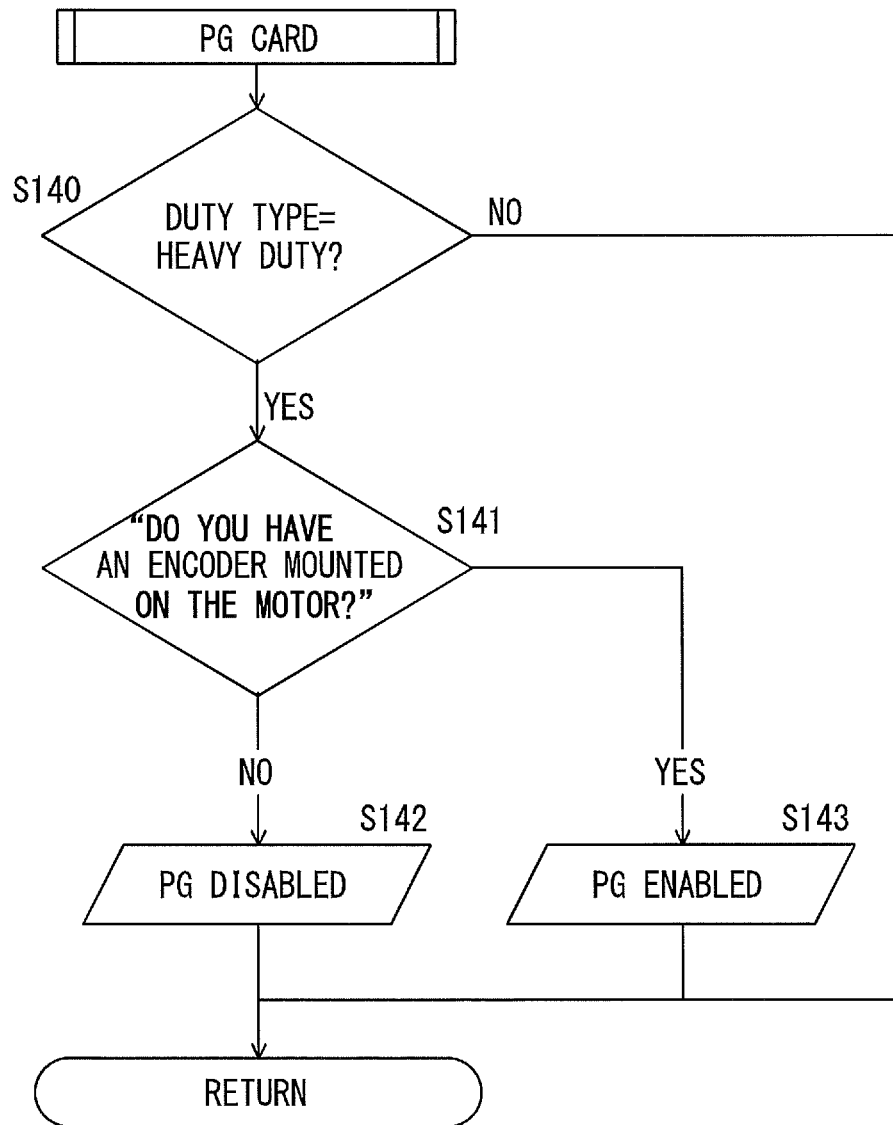 PG CARD
S140
DUTY TYPE=
HEAVY DUTY?
NO
YES
“DO YOU HAVE
AN ENCODER MOUNTED
ON THE MOTOR?”
S141
NO
YES
S142
S143
PG DISABLED
PG ENABLED
RETURN